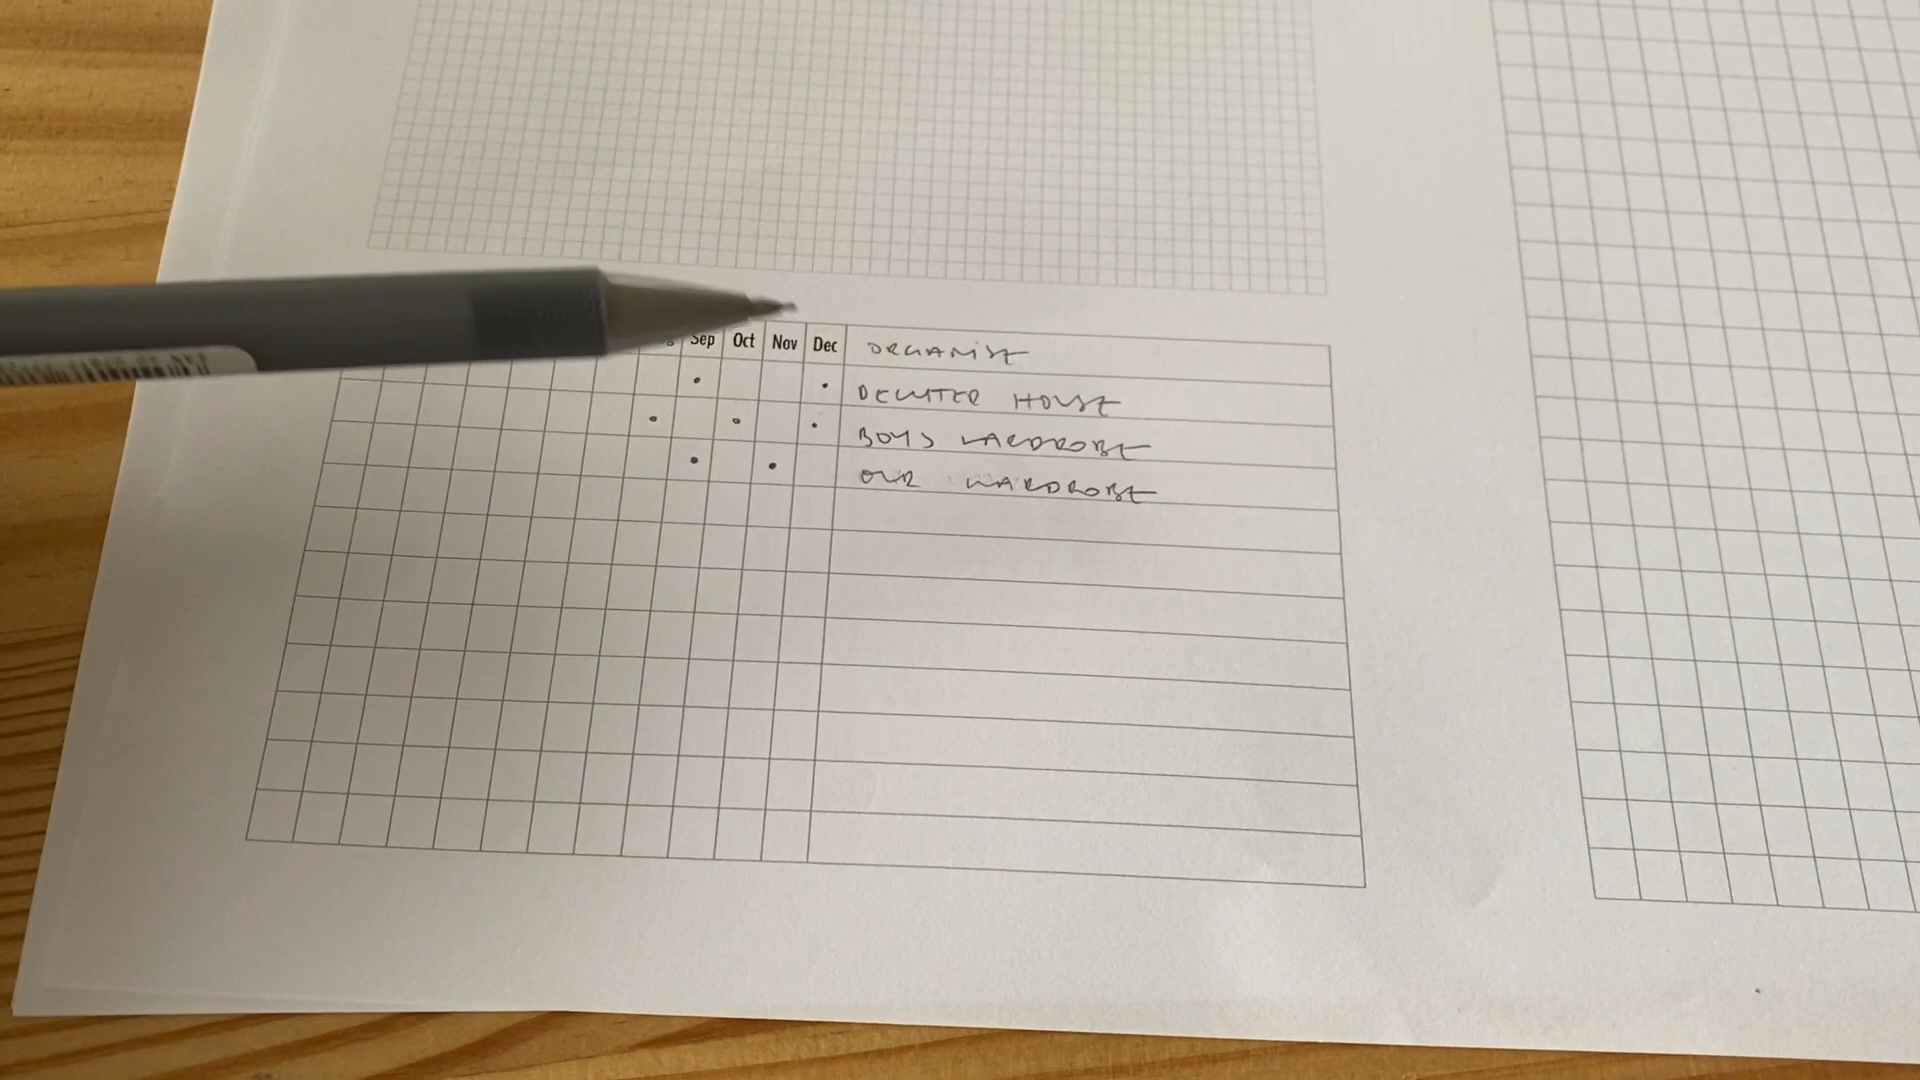 Sep Oct Nov Dec ORGANISE
DECLUTTER HOUSE
BOYS WARDROBE
OUR WARDROBE